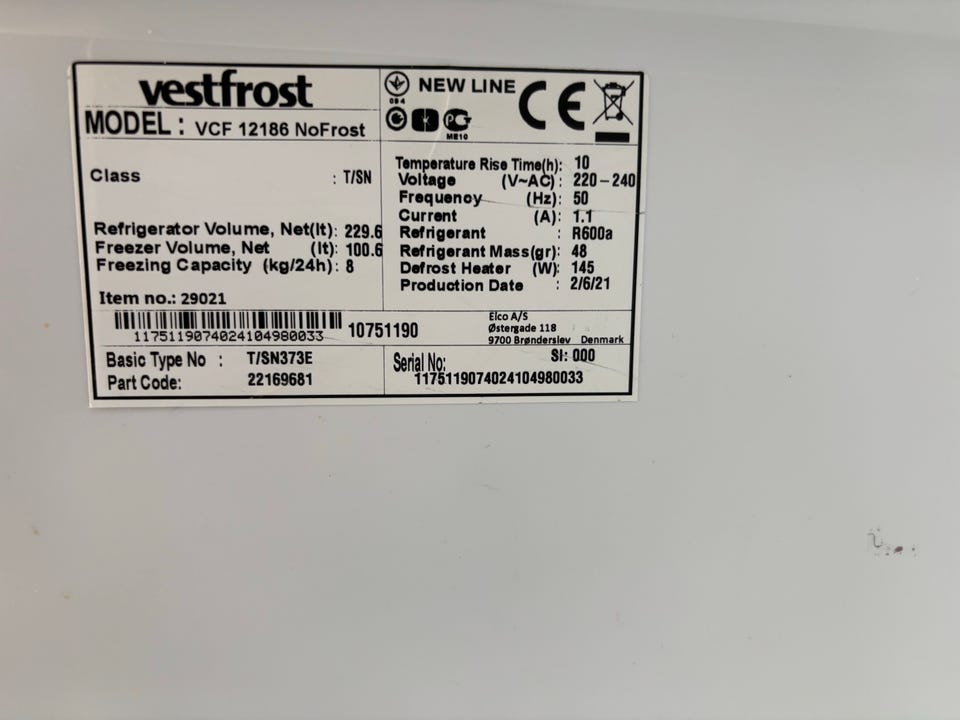 vestfrost
MODEL : VCF 12186 NoFrost
084
NEW LINE
CE
ME10
Class : T/SN
Refrigerator Volume, Net(lt): 229.6
Freezer Volume, Net (lt): 100.6
Freezing Capacity (kg/24h): 8
Item no.: 29021
Temperature Rise Time(h): 10
Voltage (V~AC): 220-240
Frequency (Hz): 50
Current (A): 1.1
Refrigerant : R600a
Refrigerant Mass(gr): 48
Defrost Heater (W): 145
Production Date : 2/6/21
1175119074024104980033
10751190
Elco A/S
Østergade 118
9700 Brønderslev Denmark
Basic Type No : T/SN373E
Part Code: 22169681
SI: 000
Serial No:
1175119074024104980033